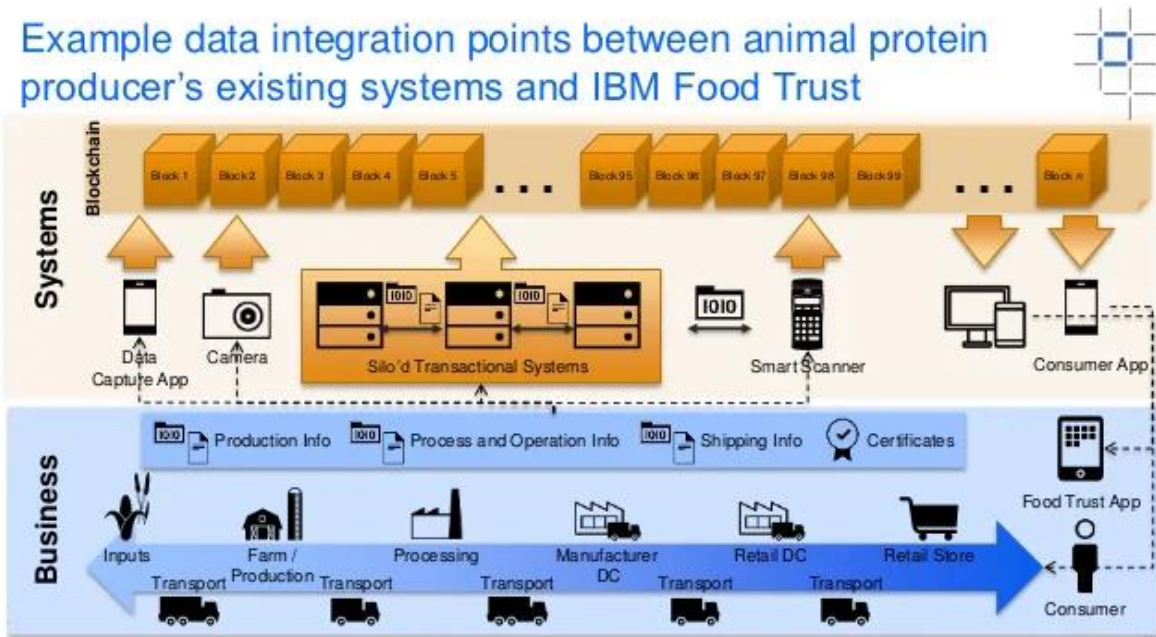 Example data integration points between animal protein
producer's existing systems and IBM Food Trust
Systems
Blockchain
Block 1
Block 2
Block 3
Block 4
Block 5
...
Block 95
Block 96
Block 97
Block 98
Block 99
...
Block n
1010
1010
1010
Data
Capture App
Camera
Silo'd Transactional Systems
Smart Scanner
Consumer App
Business
1010
Production Info
1010
Process and Operation Info
1010
Shipping Info
Certificates
Food Trust App
Inputs
Farm /
Production
Processing
Manufacturer
DC
Retail DC
Retail Store
Transport
Transport
Transport
Transport
Transport
Consumer